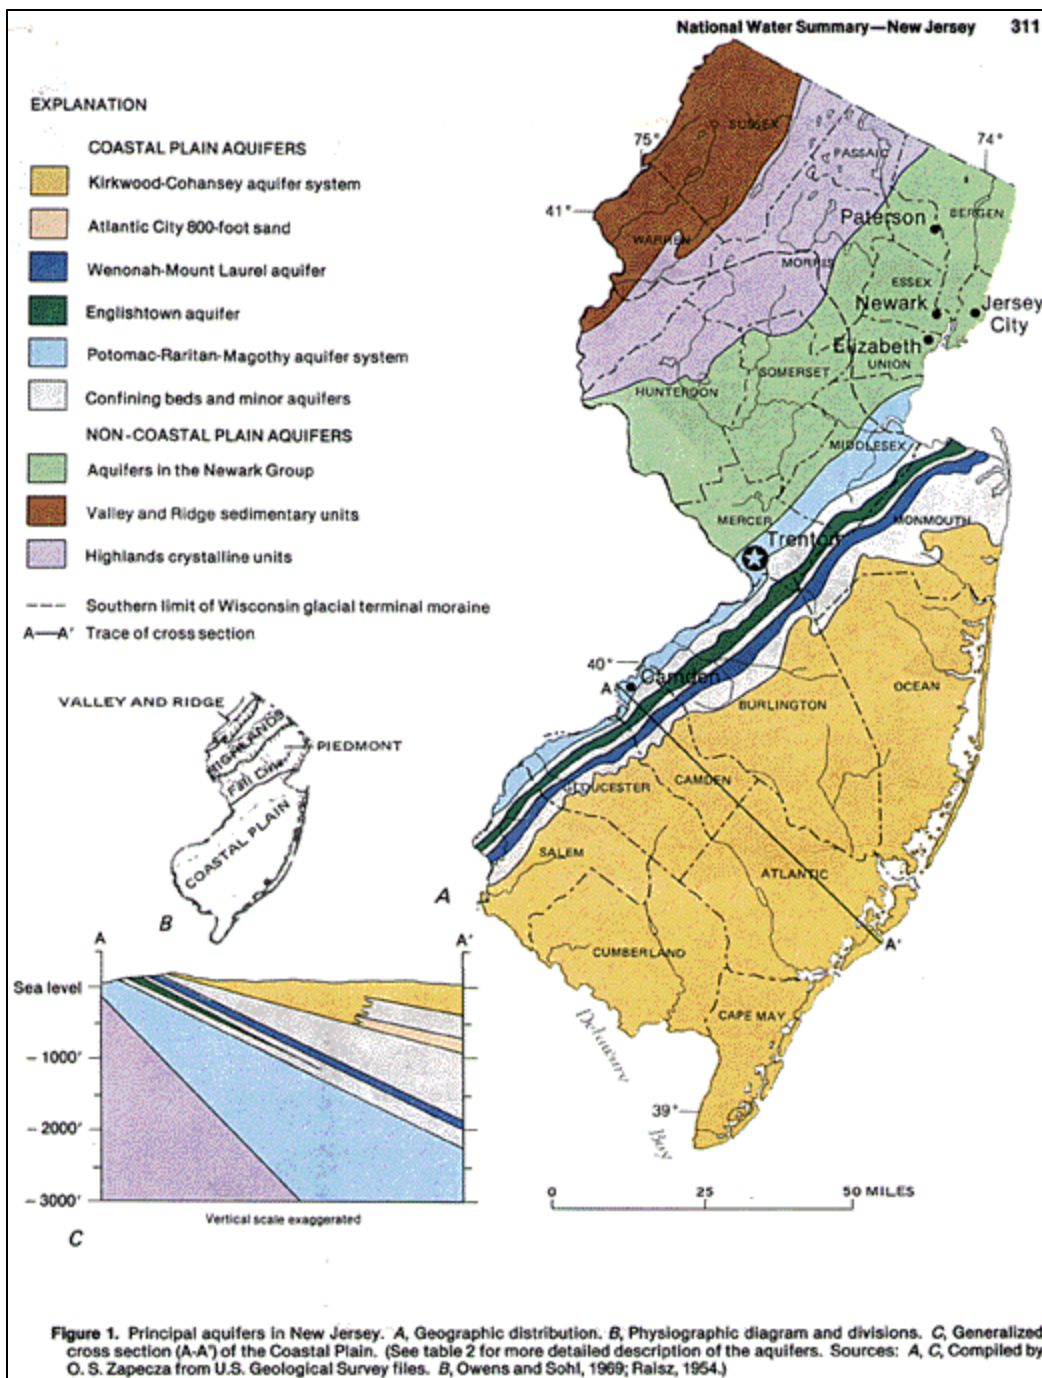 National Water Summary—New Jersey 311
EXPLANATION
COASTAL PLAIN AQUIFERS
Kirkwood-Cohansey aquifer system
Atlantic City 800-foot sand
Wenonah-Mount Laurel aquifer
Englishtown aquifer
Potomac-Raritan-Magothy aquifer system
Confining beds and minor aquifers
NON-COASTAL PLAIN AQUIFERS
Aquifers in the Newark Group
Valley and Ridge sedimentary units
Highlands crystalline units
Southern limit of Wisconsin glacial terminal moraine
A—A' Trace of cross section
75°
74°
41°
SUSSEX
PASSAIC
Paterson
BERGEN
WARREN
MORRIS
ESSEX
Newark
Jersey
City
Elizabeth
UNION
SOMERSET
HUNTERDON
MIDDLESEX
MERCER
MONMOUTH
Trenton
40°
A
Camden
OCEAN
BURLINGTON
GLOUCESTER
CAMDEN
SALEM
ATLANTIC
A'
CUMBERLAND
CAPE MAY
Delaware
Bay
39°
0 25 50 MILES
A
VALLEY AND RIDGE
HIGHLANDS
PIEDMONT
Fall Line
COASTAL PLAIN
B
A A'
Sea level
-1000'
-2000'
-3000'
Vertical scale exaggerated
C
Figure 1. Principal aquifers in New Jersey. A, Geographic distribution. B, Physiographic diagram and divisions. C, Generalized
cross section (A-A') of the Coastal Plain. (See table 2 for more detailed description of the aquifers. Sources: A, C, Compiled by
O. S. Zapecza from U.S. Geological Survey files. B, Owens and Sohl, 1969; Raisz, 1954.)